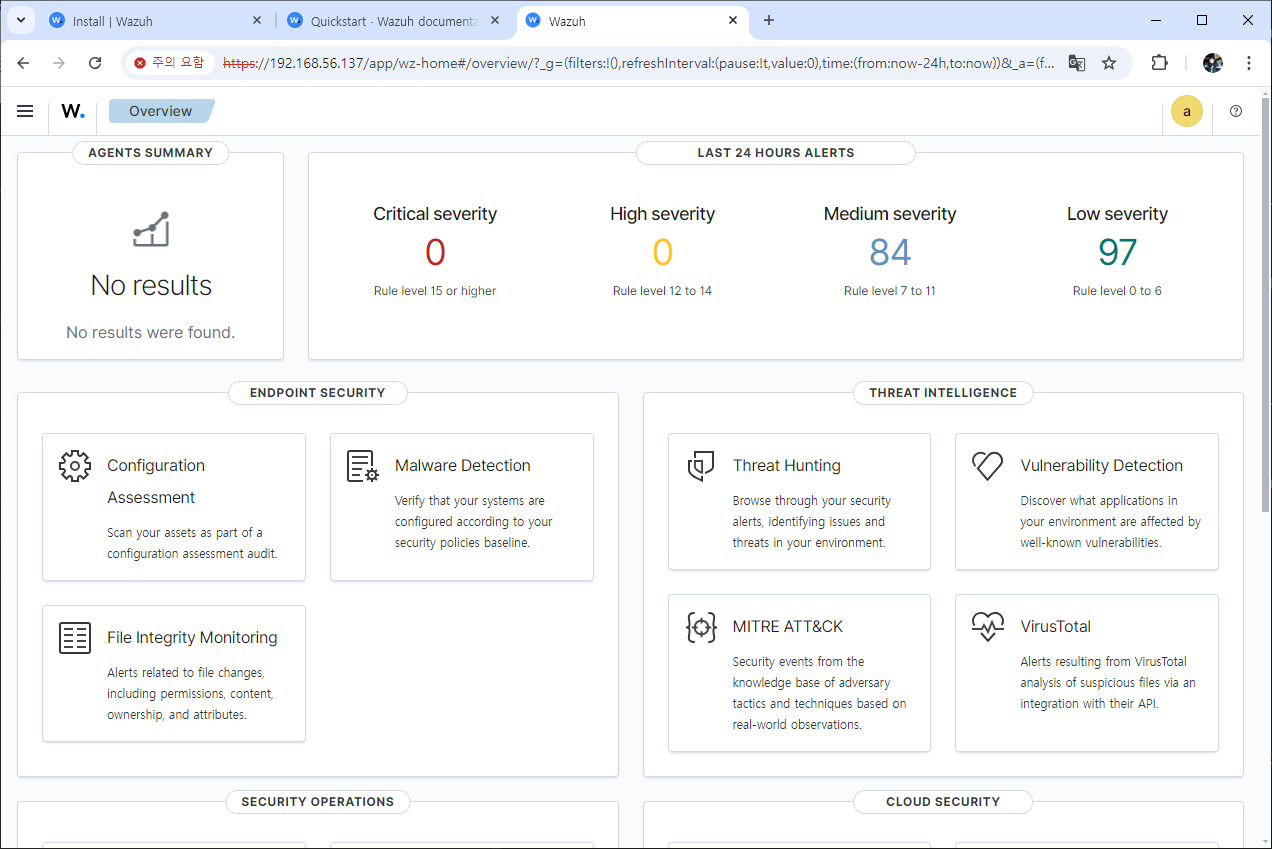 Install | Wazuh
Quickstart · Wazuh documenta
Wazuh
주의 요함
https://192.168.56.137/app/wz-home#/overview/?_g=(filters:!(),refreshInterval:(pause:!t,value:0),time:(from:now-24h,to:now))&_a=(f...
W.
Overview
a
AGENTS SUMMARY
No results
No results were found.
LAST 24 HOURS ALERTS
Critical severity
0
Rule level 15 or higher
High severity
0
Rule level 12 to 14
Medium severity
84
Rule level 7 to 11
Low severity
97
Rule level 0 to 6
ENDPOINT SECURITY
Configuration
Assessment
Scan your assets as part of a
configuration assessment audit.
Malware Detection
Verify that your systems are
configured according to your
security policies baseline.
File Integrity Monitoring
Alerts related to file changes,
including permissions, content,
ownership, and attributes.
THREAT INTELLIGENCE
Threat Hunting
Browse through your security
alerts, identifying issues and
threats in your environment.
Vulnerability Detection
Discover what applications in
your environment are affected by
well-known vulnerabilities.
MITRE ATT&CK
Security events from the
knowledge base of adversary
tactics and techniques based on
real-world observations.
VirusTotal
Alerts resulting from VirusTotal
analysis of suspicious files via an
integration with their API.
SECURITY OPERATIONS
CLOUD SECURITY